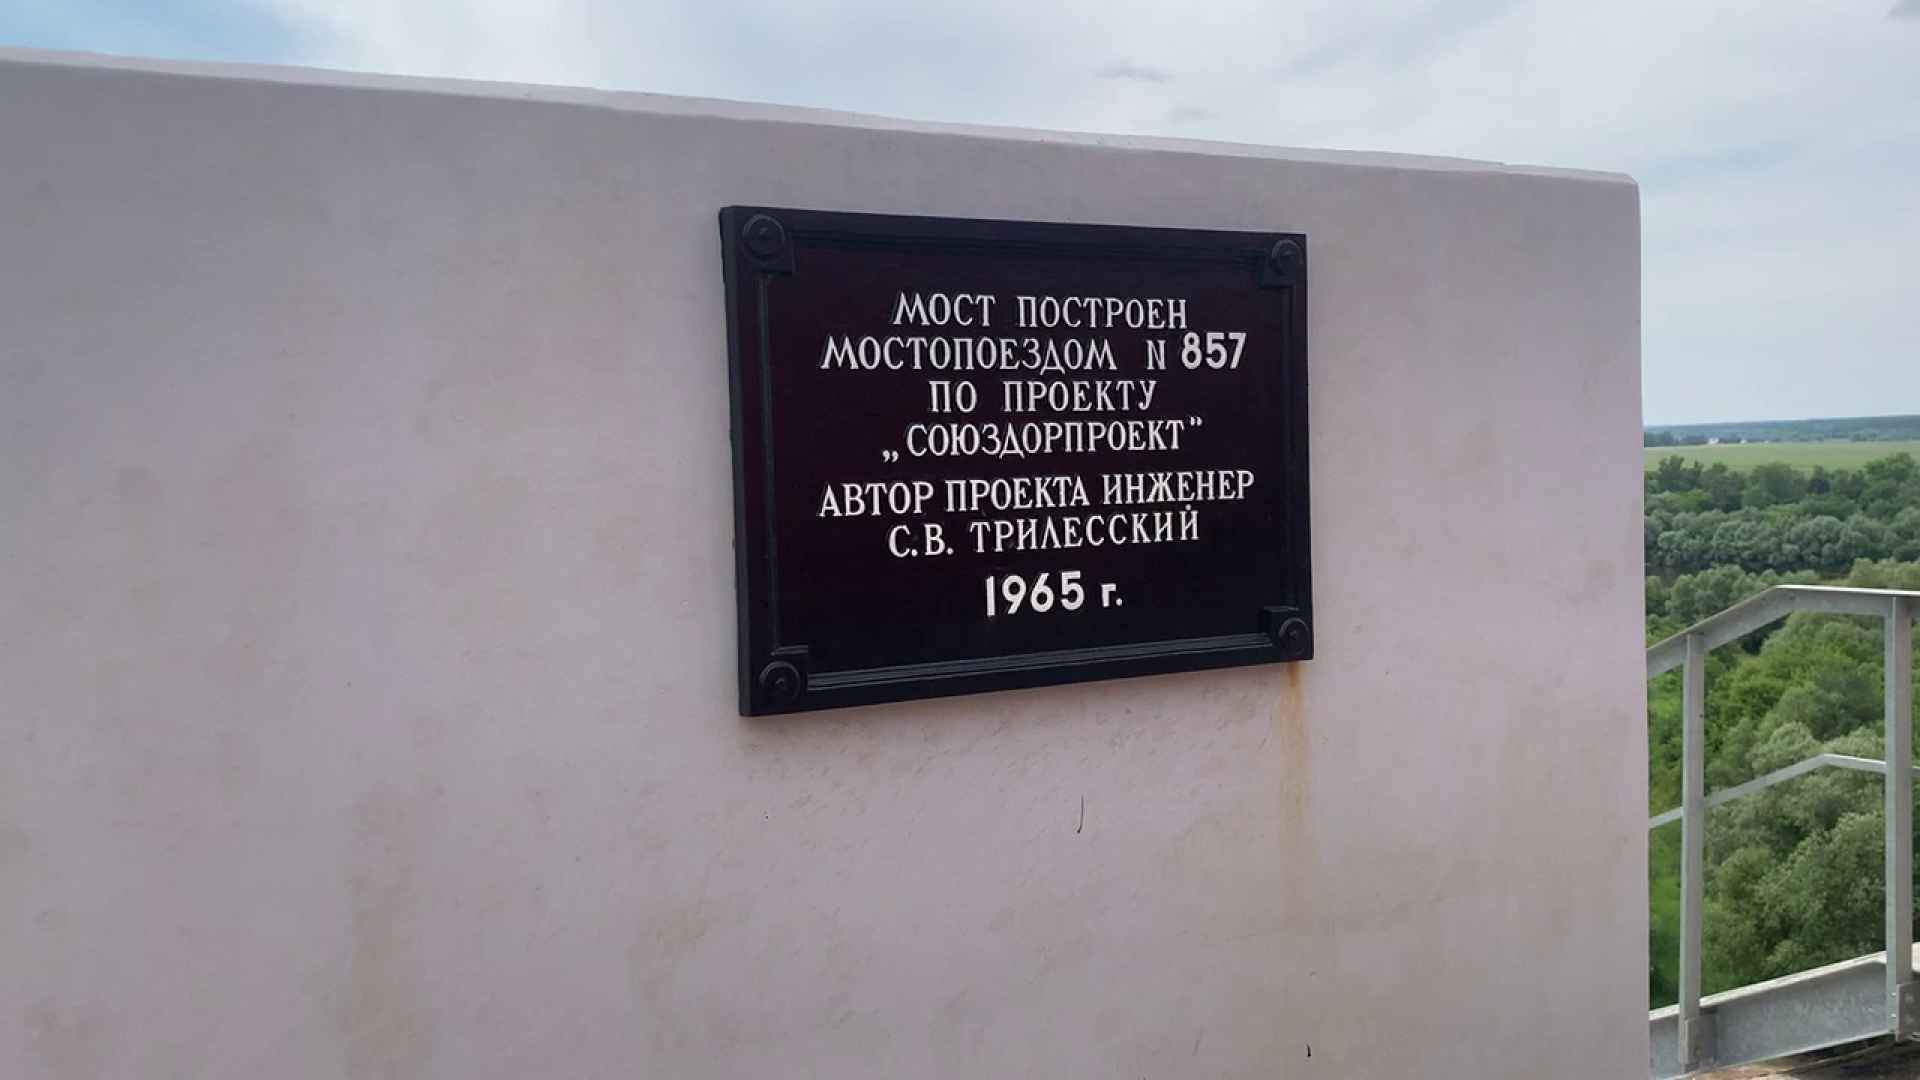 МОСТ ПОСТРОЕН
МОСТОПОЕЗДОМ N 857
ПО ПРОЕКТУ
„СОЮЗДОРПРОЕКТ"
АВТОР ПРОЕКТА ИНЖЕНЕР
С.В. ТРИЛЕССКИЙ
1965 г.